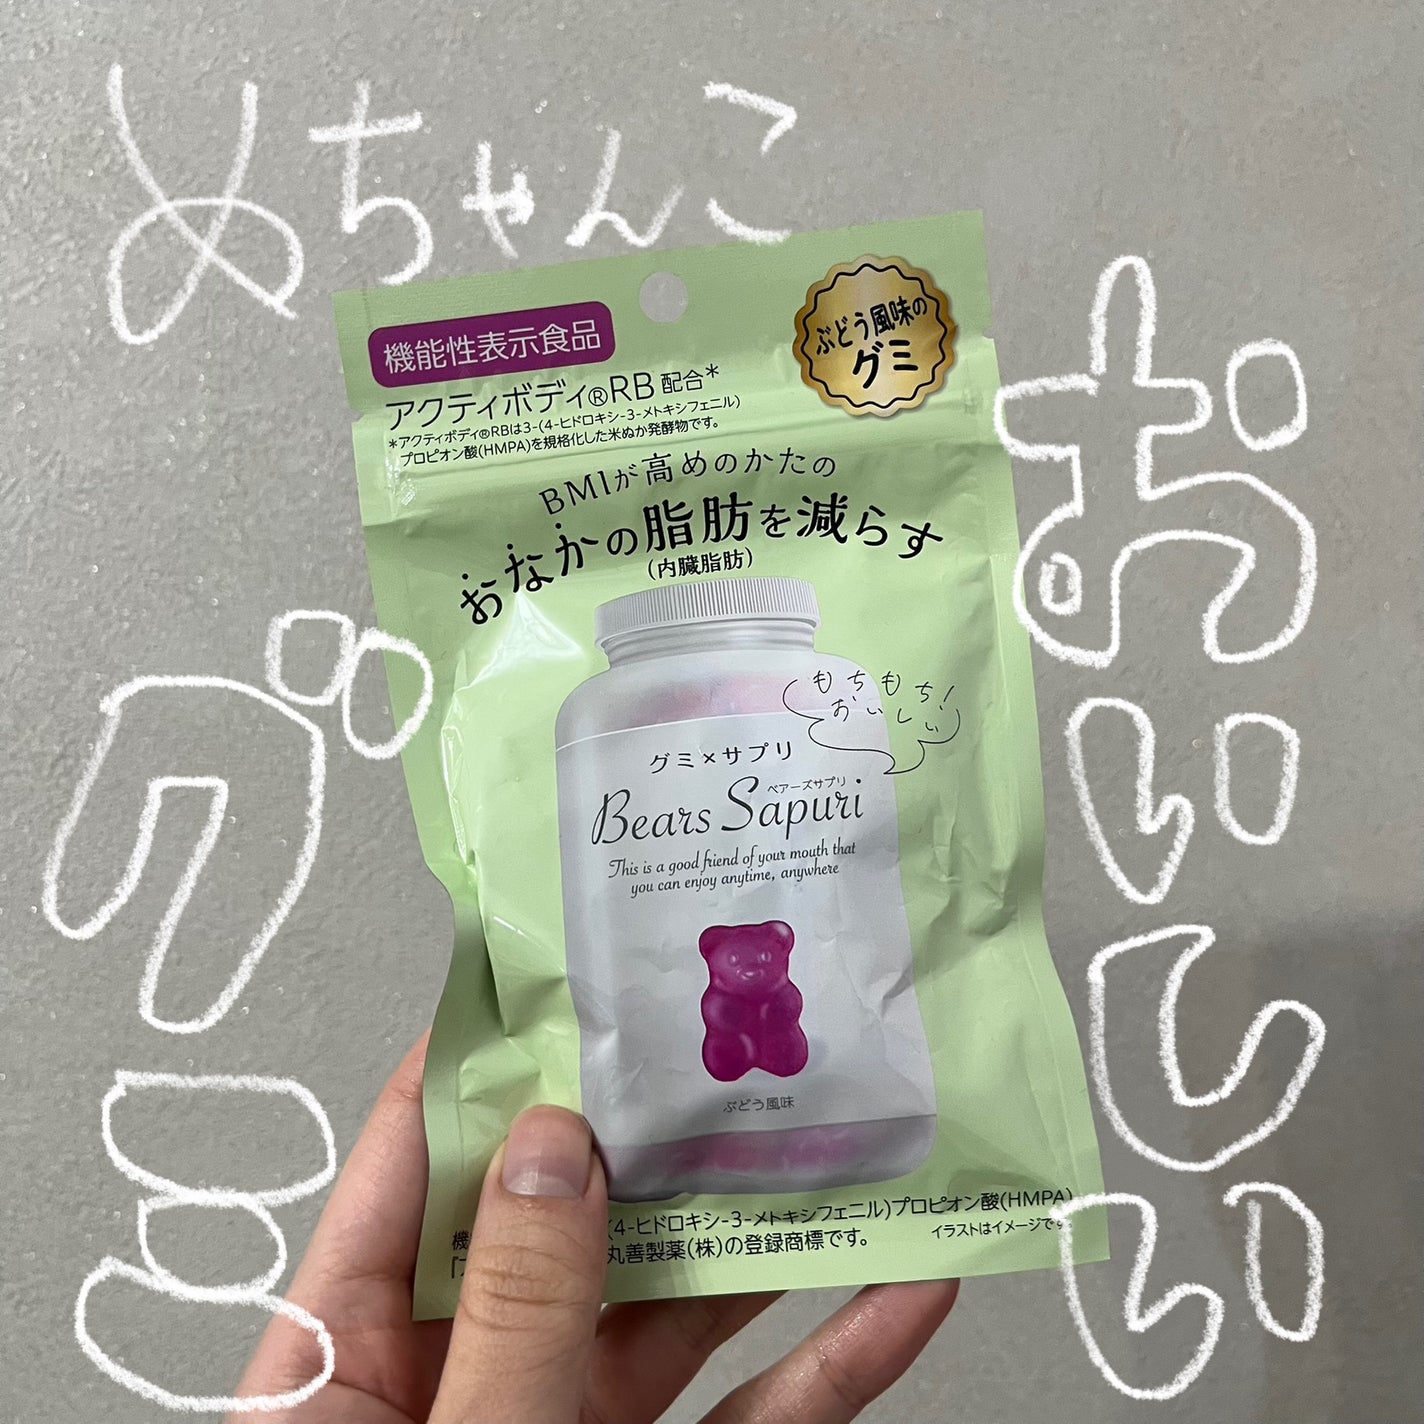 めちゃんこ
おいしい
グミ
機能性表示食品
ぶどう風味の
グミ
アクティボディ®RB配合*
*アクティボディ®RBは3-(4-ヒドロキシ-3-メトキシフェニル)
プロピオン酸(HMPA)を規格化した米ぬか発酵物です。
BMIが高めのかたの
おなかの脂肪を減らす
(内臓脂肪)
もちもち!
おいしい
グミ×サプリ
ベアーズサプリ
Bears Sapuri
This is a good friend of your mouth that
you can enjoy anytime, anywhere
ぶどう風味
機
(4-ヒドロキシ-3-メトキシフェニル)プロピオン酸(HMPA)
丸善製薬(株)の登録商標です。
イラストはイメージです。